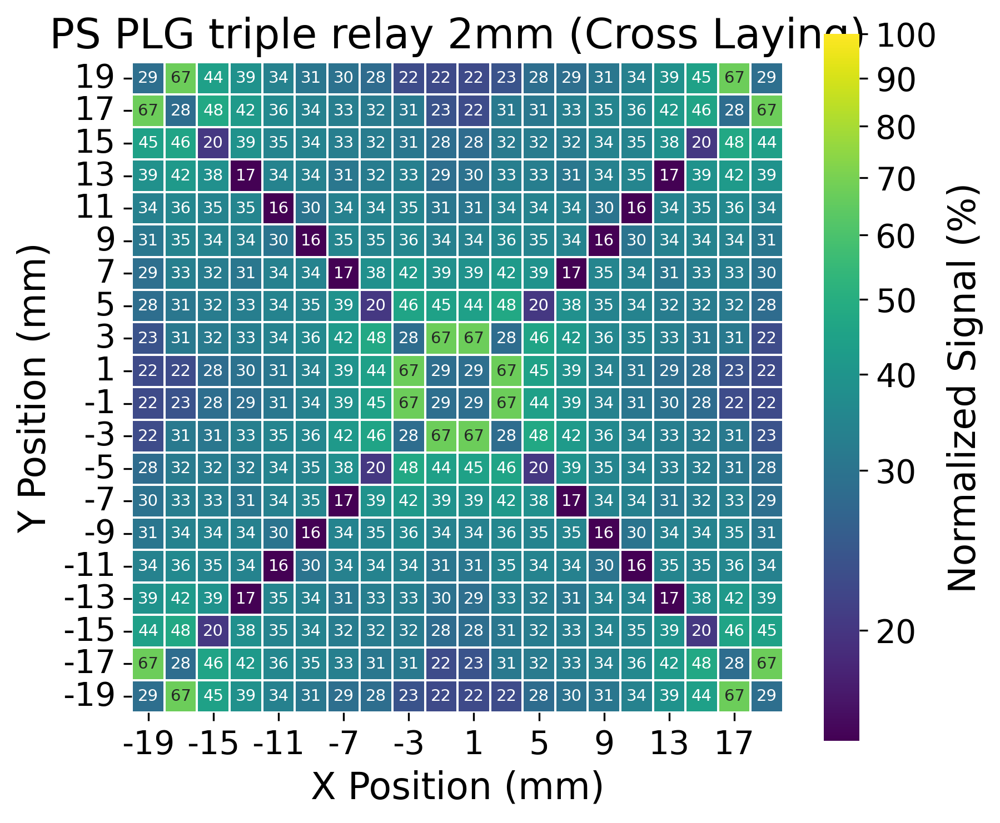 PS PLG triple relay 2mm (Cross Laying)
19 29 67 44 39 34 31 30 28 22 22 22 23 28 29 31 34 39 45 67 29
17 67 28 48 42 36 34 33 32 31 23 22 31 31 33 35 36 42 46 28 67
15 45 46 20 39 35 34 33 32 31 28 28 32 32 32 34 35 38 20 48 44
13 39 42 38 17 34 34 31 32 33 29 30 33 33 31 34 35 17 39 42 39
11 34 36 35 35 16 30 34 34 35 31 31 34 34 34 30 16 34 35 36 34
9 31 35 34 34 30 16 35 35 36 34 34 36 35 34 16 30 34 34 34 31
7 29 33 32 31 34 34 17 38 42 39 39 42 39 17 35 34 31 33 33 30
5 28 31 32 33 34 35 39 20 46 45 44 48 20 38 35 34 32 32 32 28
3 23 31 32 33 34 36 42 48 28 67 67 28 46 42 36 35 33 31 31 22
1 22 22 28 30 31 34 39 44 67 29 29 67 45 39 34 31 29 28 23 22
-1 22 23 28 29 31 34 39 45 67 29 29 67 44 39 34 31 30 28 22 22
-3 22 31 31 33 35 36 42 46 28 67 67 28 48 42 36 34 33 32 31 23
-5 28 32 32 32 34 35 38 20 48 44 45 46 20 39 35 34 33 32 31 28
-7 30 33 33 31 34 35 17 39 42 39 39 42 38 17 34 34 31 32 33 29
-9 31 34 34 34 30 16 34 35 36 34 34 36 35 35 16 30 34 34 35 31
-11 34 36 35 34 16 30 34 34 34 31 31 35 34 34 30 16 35 35 36 34
-13 39 42 39 17 35 34 31 33 33 30 29 33 32 31 34 34 17 38 42 39
-15 44 48 20 38 35 34 32 32 32 28 28 31 32 33 34 35 39 20 46 45
-17 67 28 46 42 36 35 33 31 31 22 23 31 32 33 34 36 42 48 28 67
-19 29 67 45 39 34 31 29 28 23 22 22 22 28 30 31 34 39 44 67 29
-19 -15 -11 -7 -3 1 5 9 13 17
X Position (mm)
Y Position (mm)
100
90
80
70
60
50
40
30
20
Normalized Signal (%)